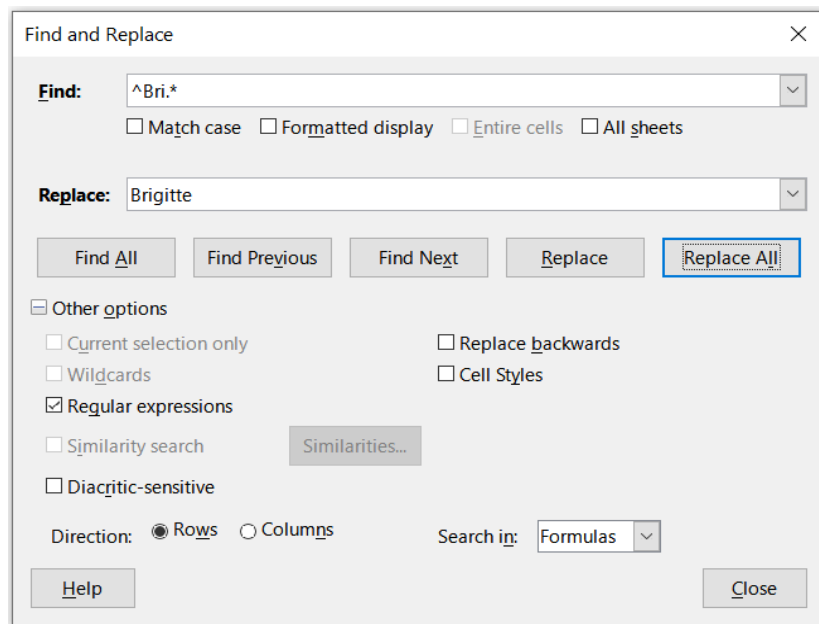 Find and Replace
Find: ^Bri.*
Match case Formatted display Entire cells All sheets
Replace: Brigitte
Find All Find Previous Find Next Replace Replace All
Other options
Current selection only Replace backwards
Wildcards Cell Styles
Regular expressions
Similarity search Similarities...
Diacritic-sensitive
Direction: Rows Columns Search in: Formulas
Help Close